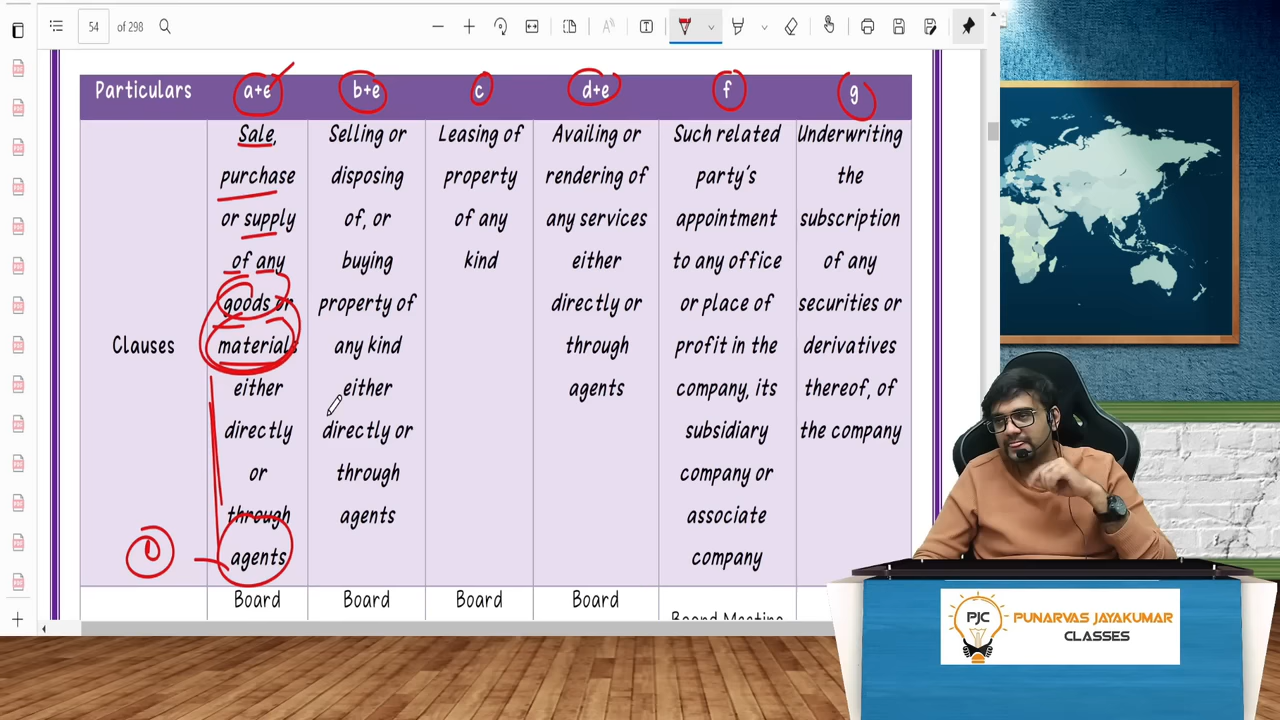 54 of 298
Particulars a+e b+e c d+e f g
Clauses
Sale,
purchase
or supply
of any
goods or
materials
either
directly
or
through
agents
Selling or
disposing
of, or
buying
property of
any kind
either
directly or
through
agents
Leasing of
property
of any
kind
Availing or
rendering of
any services
either
directly or
through
agents
Such related
party's
appointment
to any office
or place of
profit in the
company, its
subsidiary
company or
associate
company
Underwriting
the
subscription
of any
securities or
derivatives
thereof, of
the company
Board Board Board Board Board Meeting
PJC
PUNARVAS JAYAKUMAR
CLASSES